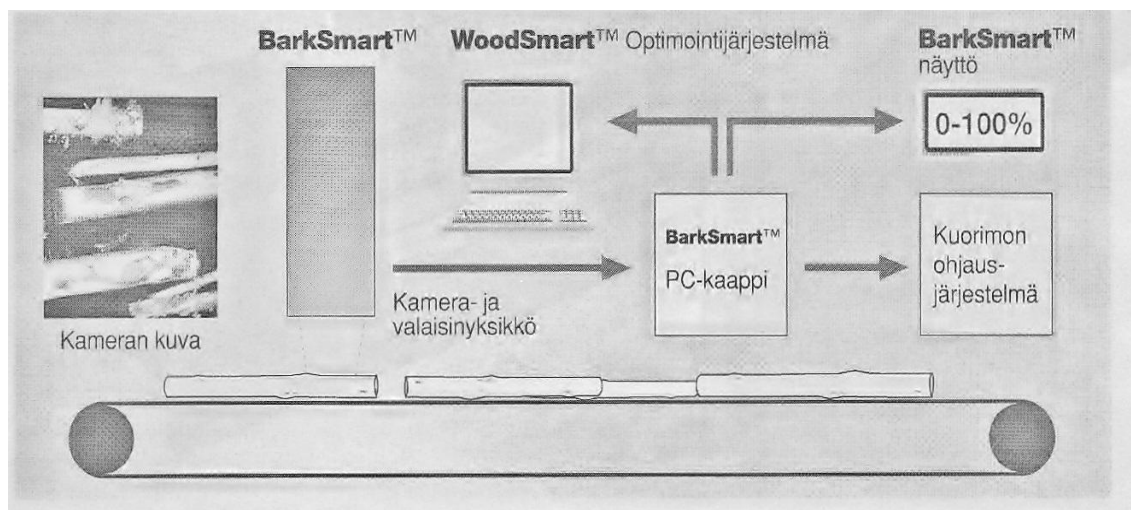 BarkSmart™
WoodSmart™ Optimointijärjestelmä
BarkSmart™
näyttö
0-100%
BarkSmart™
PC-kaappi
Kuorimon
ohjaus-
järjestelmä
Kamera- ja
valaisinyksikkö
Kameran kuva